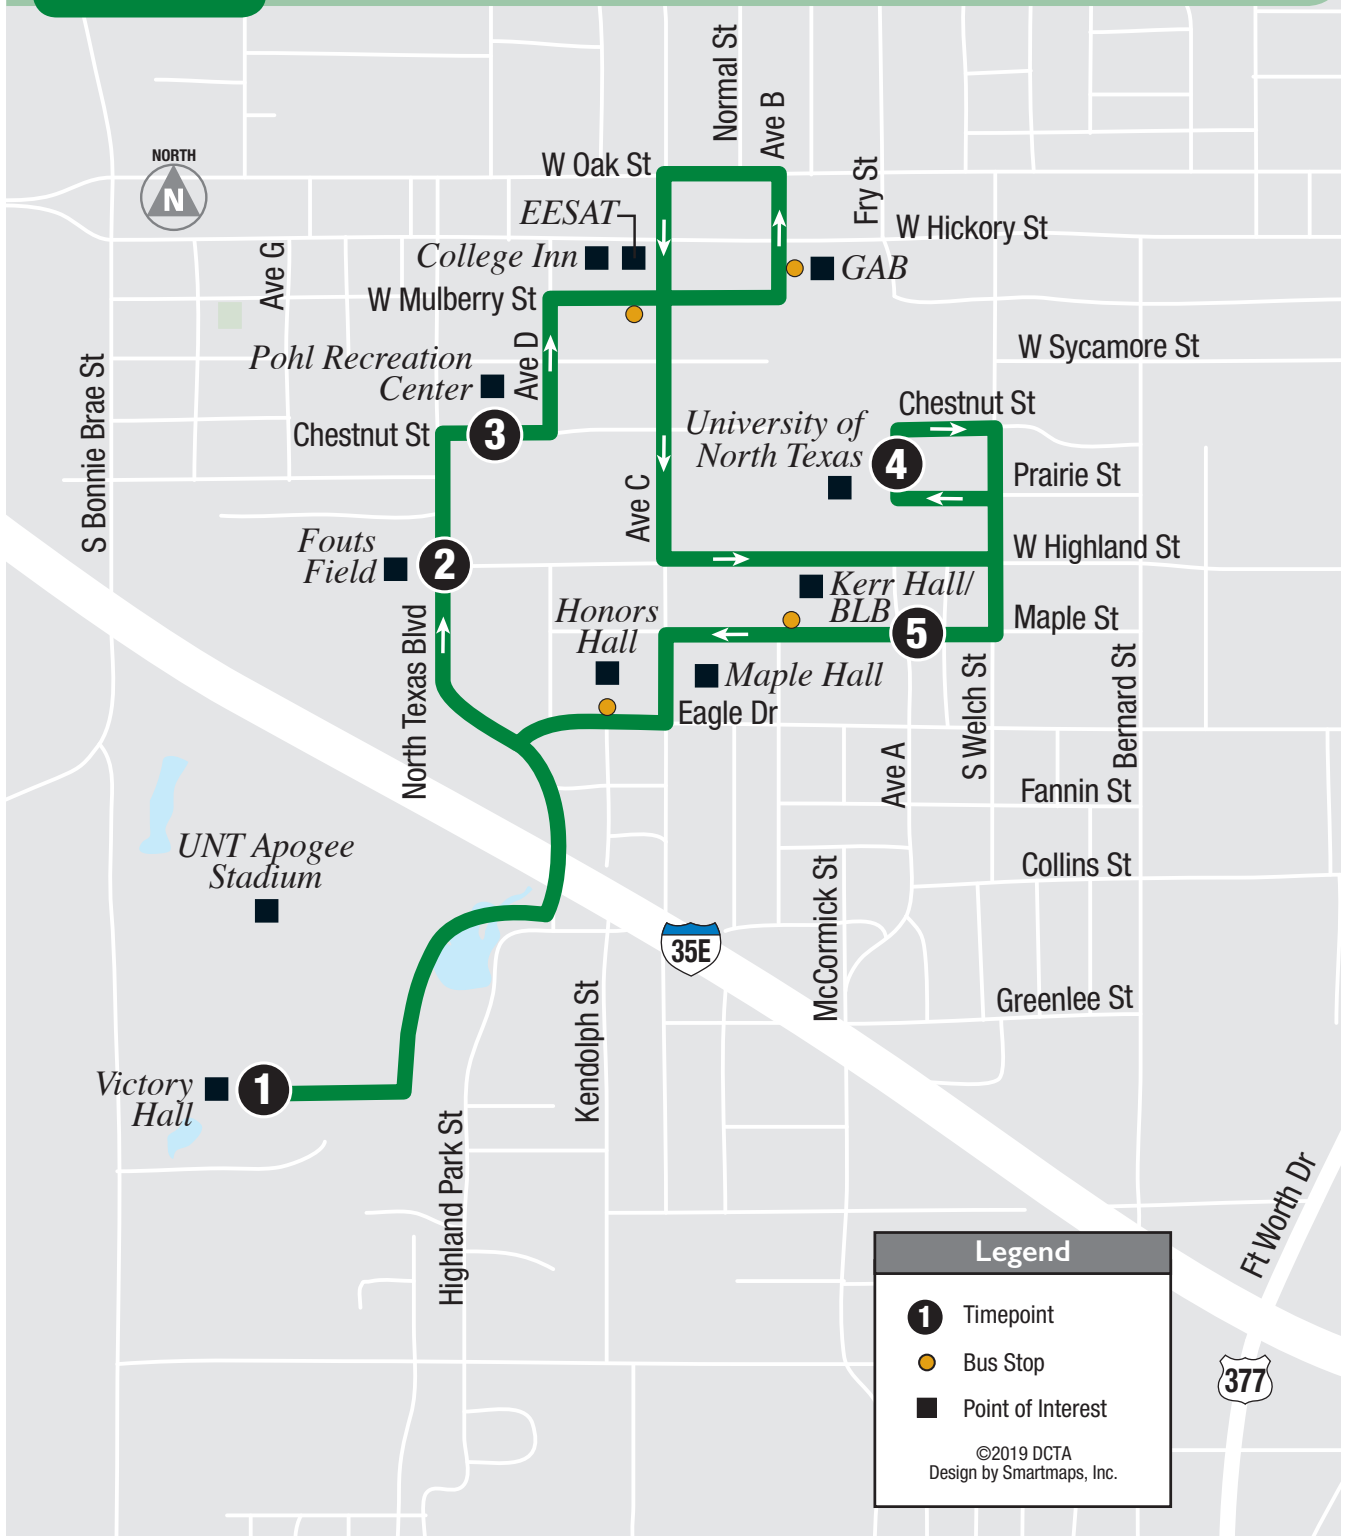 Normal St
Ave B
NORTH
N
W Oak St
Fry St
EESAT
W Hickory St
College Inn
GAB
Ave G
W Mulberry St
Ave D
W Sycamore St
Pohl Recreation
Center
S Bonnie Brae St
Chestnut St
University of
North Texas
Chestnut St
3
4
Prairie St
Ave C
Fouts
Field
2
W Highland St
Kerr Hall/
BLB
Honors
Hall
5
Maple St
North Texas Blvd
Maple Hall
Eagle Dr
S Welch St
Bernard St
Ave A
Fannin St
UNT Apogee
Stadium
Collins St
McCormick St
35E
Greenlee St
Kendolph St
Victory
Hall
1
Highland Park St
Ft Worth Dr
Legend
1 Timepoint
Bus Stop
Point of Interest
©2019 DCTA
Design by Smartmaps, Inc.
377